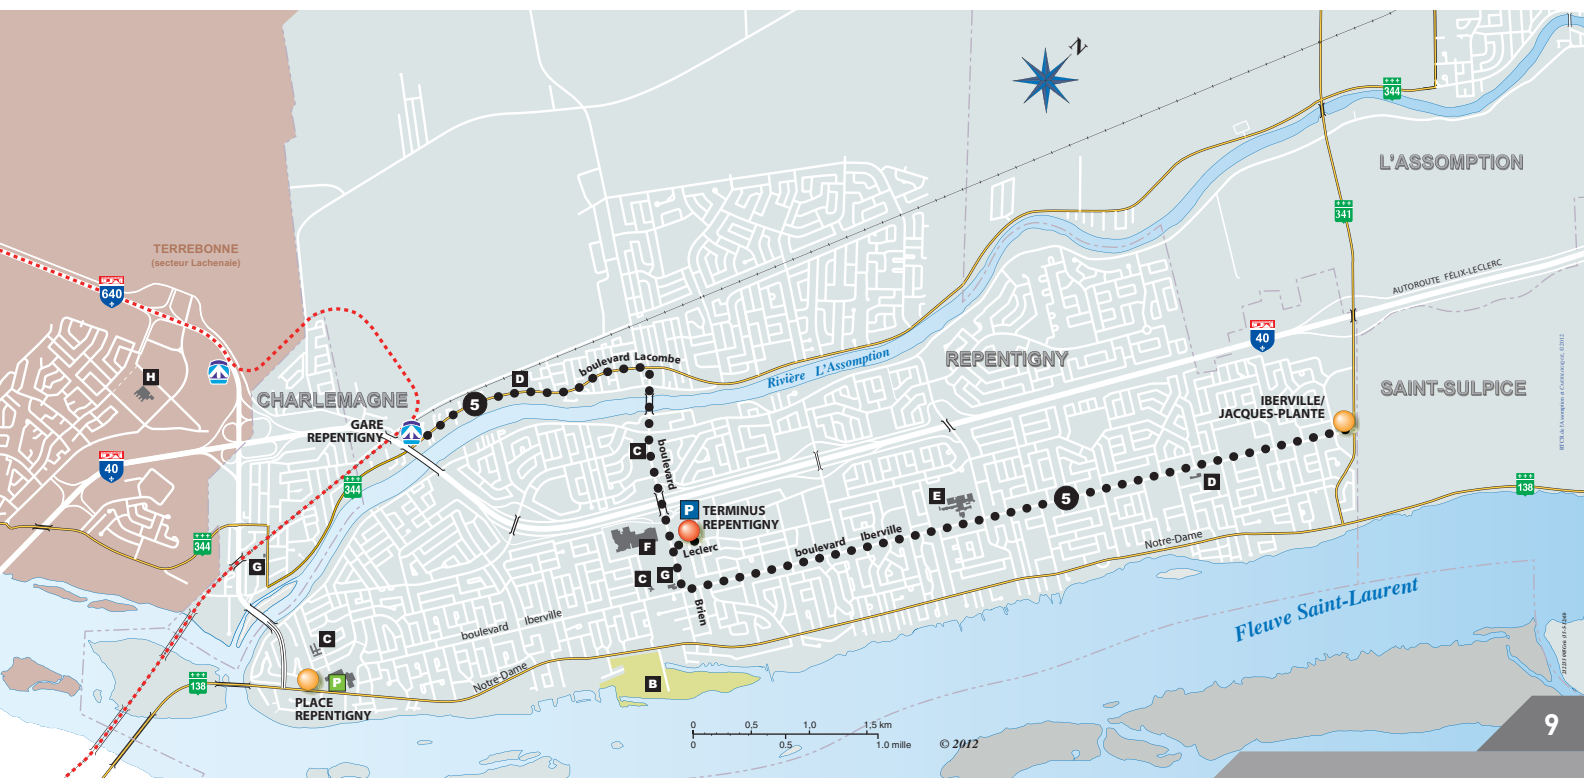 N
344
L'ASSOMPTION
341
TERREBONNE
(secteur Lachenaie)
640
AUTOROUTE FÉLIX-LECLERC
40
REPENTIGNY
boulevard Lacombe
Rivière L'Assomption
H
D
5
CHARLEMAGNE
GARE
REPENTIGNY
SAINT-SULPICE
IBERVILLE/
JACQUES-PLANTE
40
C
boulevard
344
P
TERMINUS
REPENTIGNY
E
5
D
138
344
F
Leclerc
boulevard Iberville
Notre-Dame
G
C
G
Brien
boulevard Iberville
Fleuve Saint-Laurent
C
138
P
Notre-Dame
B
PLACE
REPENTIGNY
0 0,5 1.0 1,5 km
0 0.5 1.0 mille
© 2012
9